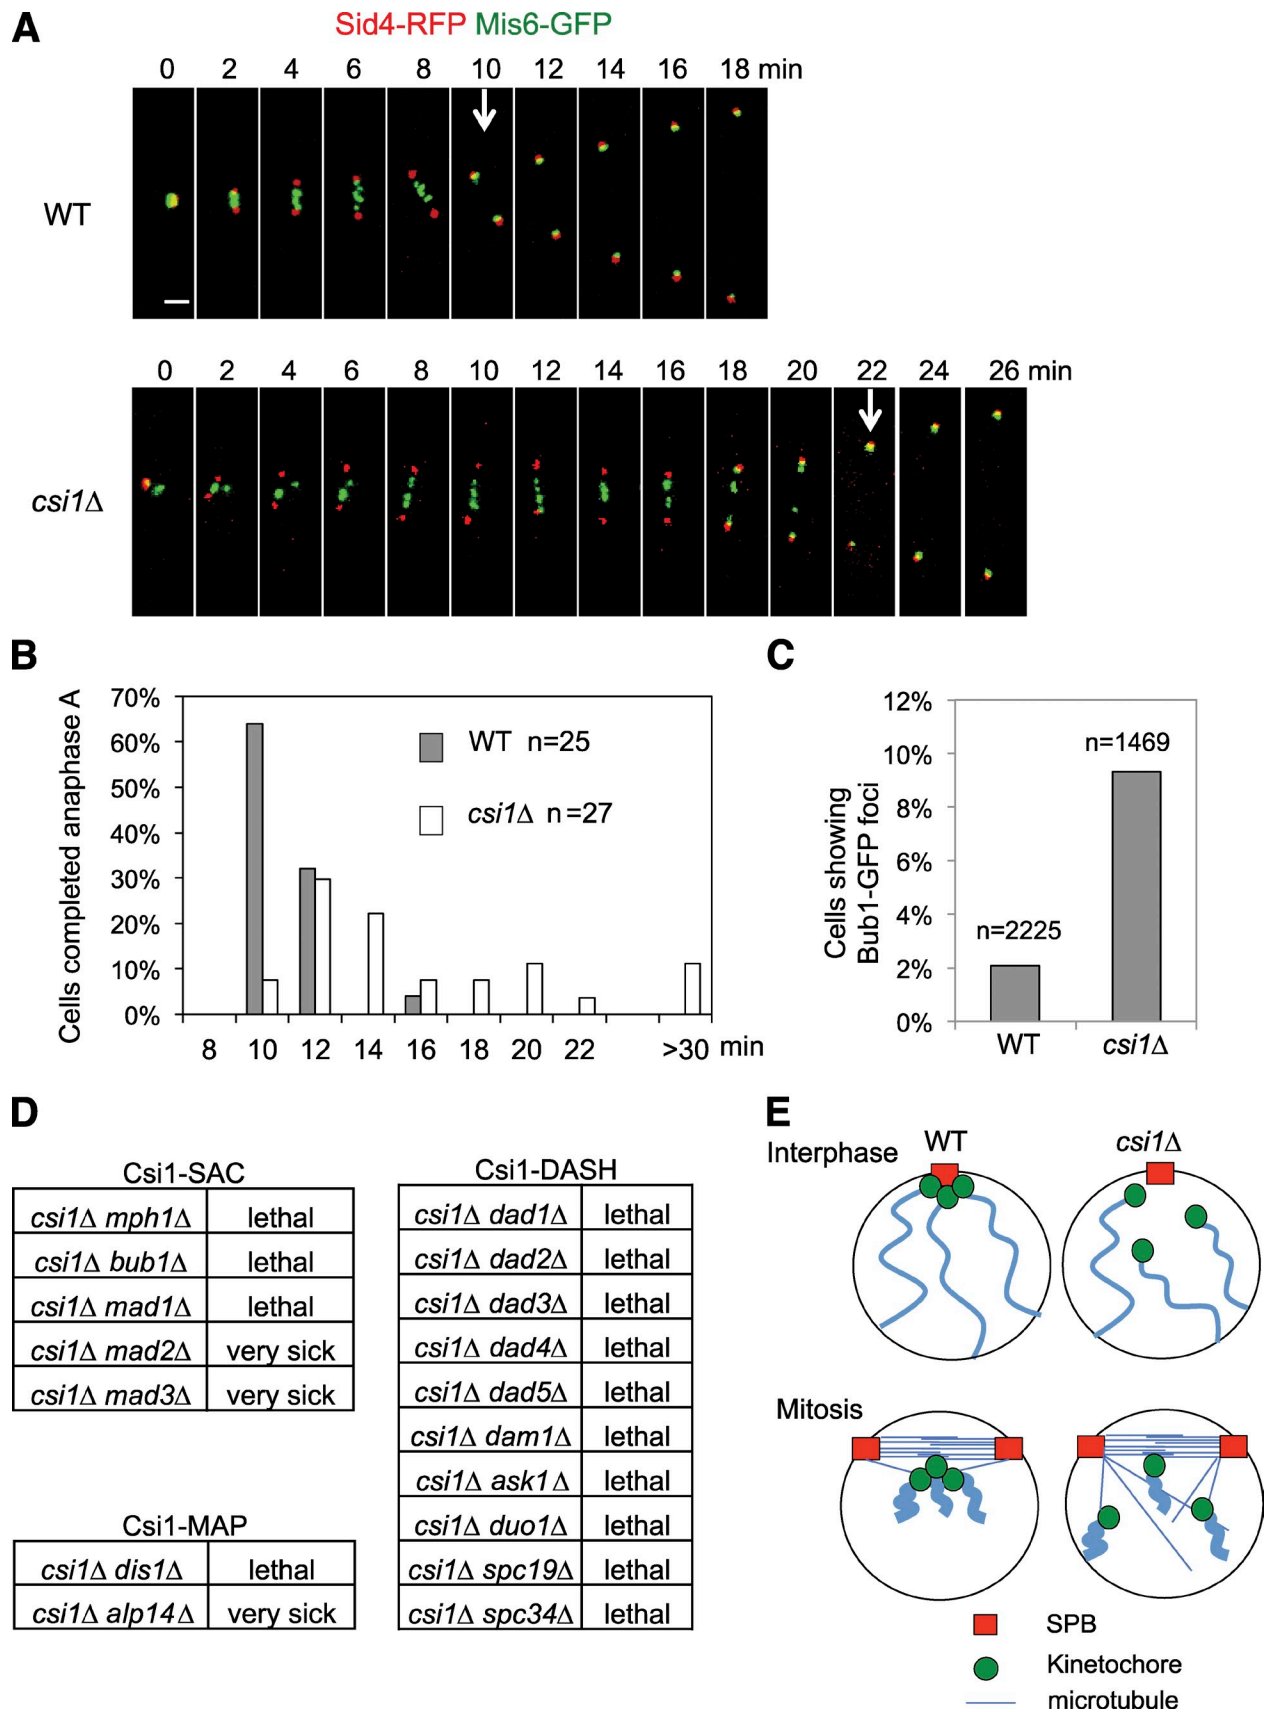 A
Sid4-RFP Mis6-GFP
0 2 4 6 8 10 12 14 16 18 min
WT
0 2 4 6 8 10 12 14 16 18 20 22 24 26 min
csi1Δ
B
Cells completed anaphase A
70%
60%
50%
40%
30%
20%
10%
0%
WT n=25
csi1Δ n=27
8 10 12 14 16 18 20 22 >30 min
C
Cells showing
Bub1-GFP foci
12%
10%
8%
6%
4%
2%
0%
n=2225
n=1469
WT csi1Δ
D
Csi1-SAC
csi1Δ mph1Δ lethal
csi1Δ bub1Δ lethal
csi1Δ mad1Δ lethal
csi1Δ mad2Δ very sick
csi1Δ mad3Δ very sick
Csi1-MAP
csi1Δ dis1Δ lethal
csi1Δ alp14Δ very sick
Csi1-DASH
csi1Δ dad1Δ lethal
csi1Δ dad2Δ lethal
csi1Δ dad3Δ lethal
csi1Δ dad4Δ lethal
csi1Δ dad5Δ lethal
csi1Δ dam1Δ lethal
csi1Δ ask1Δ lethal
csi1Δ duo1Δ lethal
csi1Δ spc19Δ lethal
csi1Δ spc34Δ lethal
E
WT csi1Δ
Interphase
Mitosis
SPB
Kinetochore
microtubule